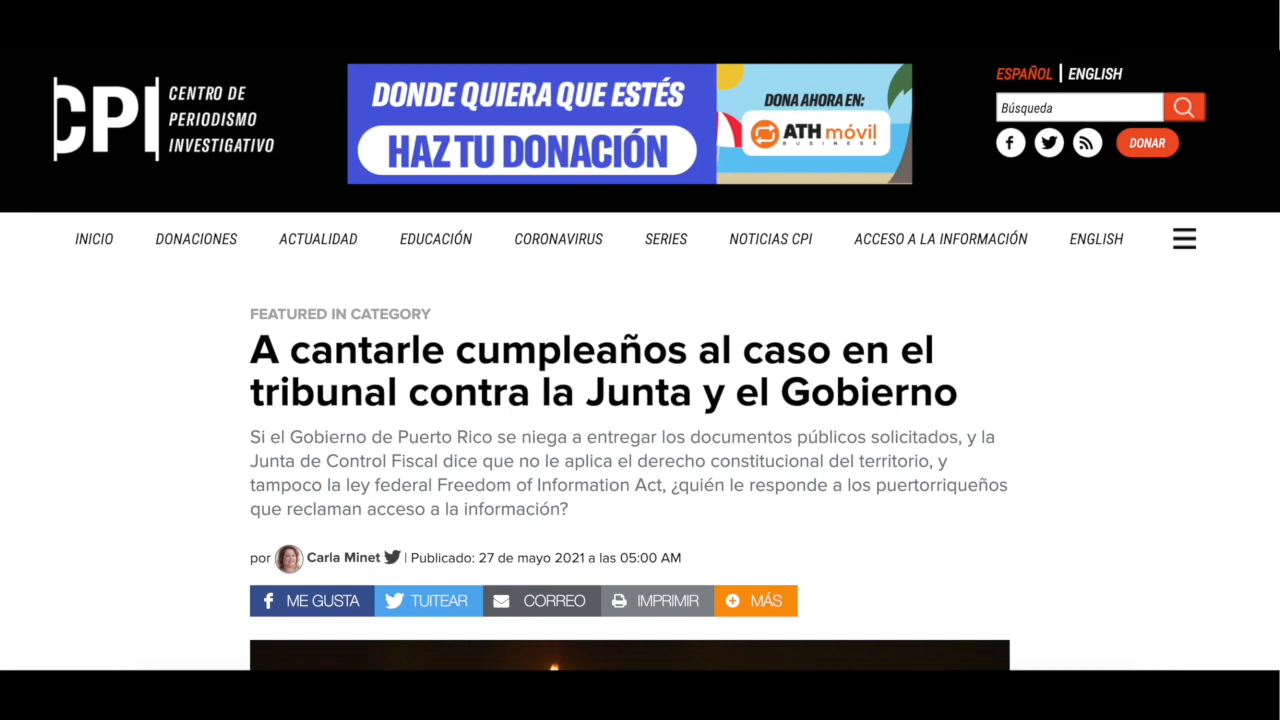 CPI
CENTRO DE
PERIODISMO
INVESTIGATIVO
DONDE QUIERA QUE ESTÉS
HAZ TU DONACIÓN
DONA AHORA EN:
ATH móvil
BUSINESS
ESPAÑOL | ENGLISH
Búsqueda
DONAR
INICIO DONACIONES ACTUALIDAD EDUCACIÓN CORONAVIRUS SERIES NOTICIAS CPI ACCESO A LA INFORMACIÓN ENGLISH
FEATURED IN CATEGORY
A cantarle cumpleaños al caso en el
tribunal contra la Junta y el Gobierno
Si el Gobierno de Puerto Rico se niega a entregar los documentos públicos solicitados, y la
Junta de Control Fiscal dice que no le aplica el derecho constitucional del territorio, y
tampoco la ley federal Freedom of Information Act, ¿quién le responde a los puertorriqueños
que reclaman acceso a la información?
por Carla Minet | Publicado: 27 de mayo 2021 a las 05:00 AM
ME GUSTA TUITEAR CORREO IMPRIMIR MÁS